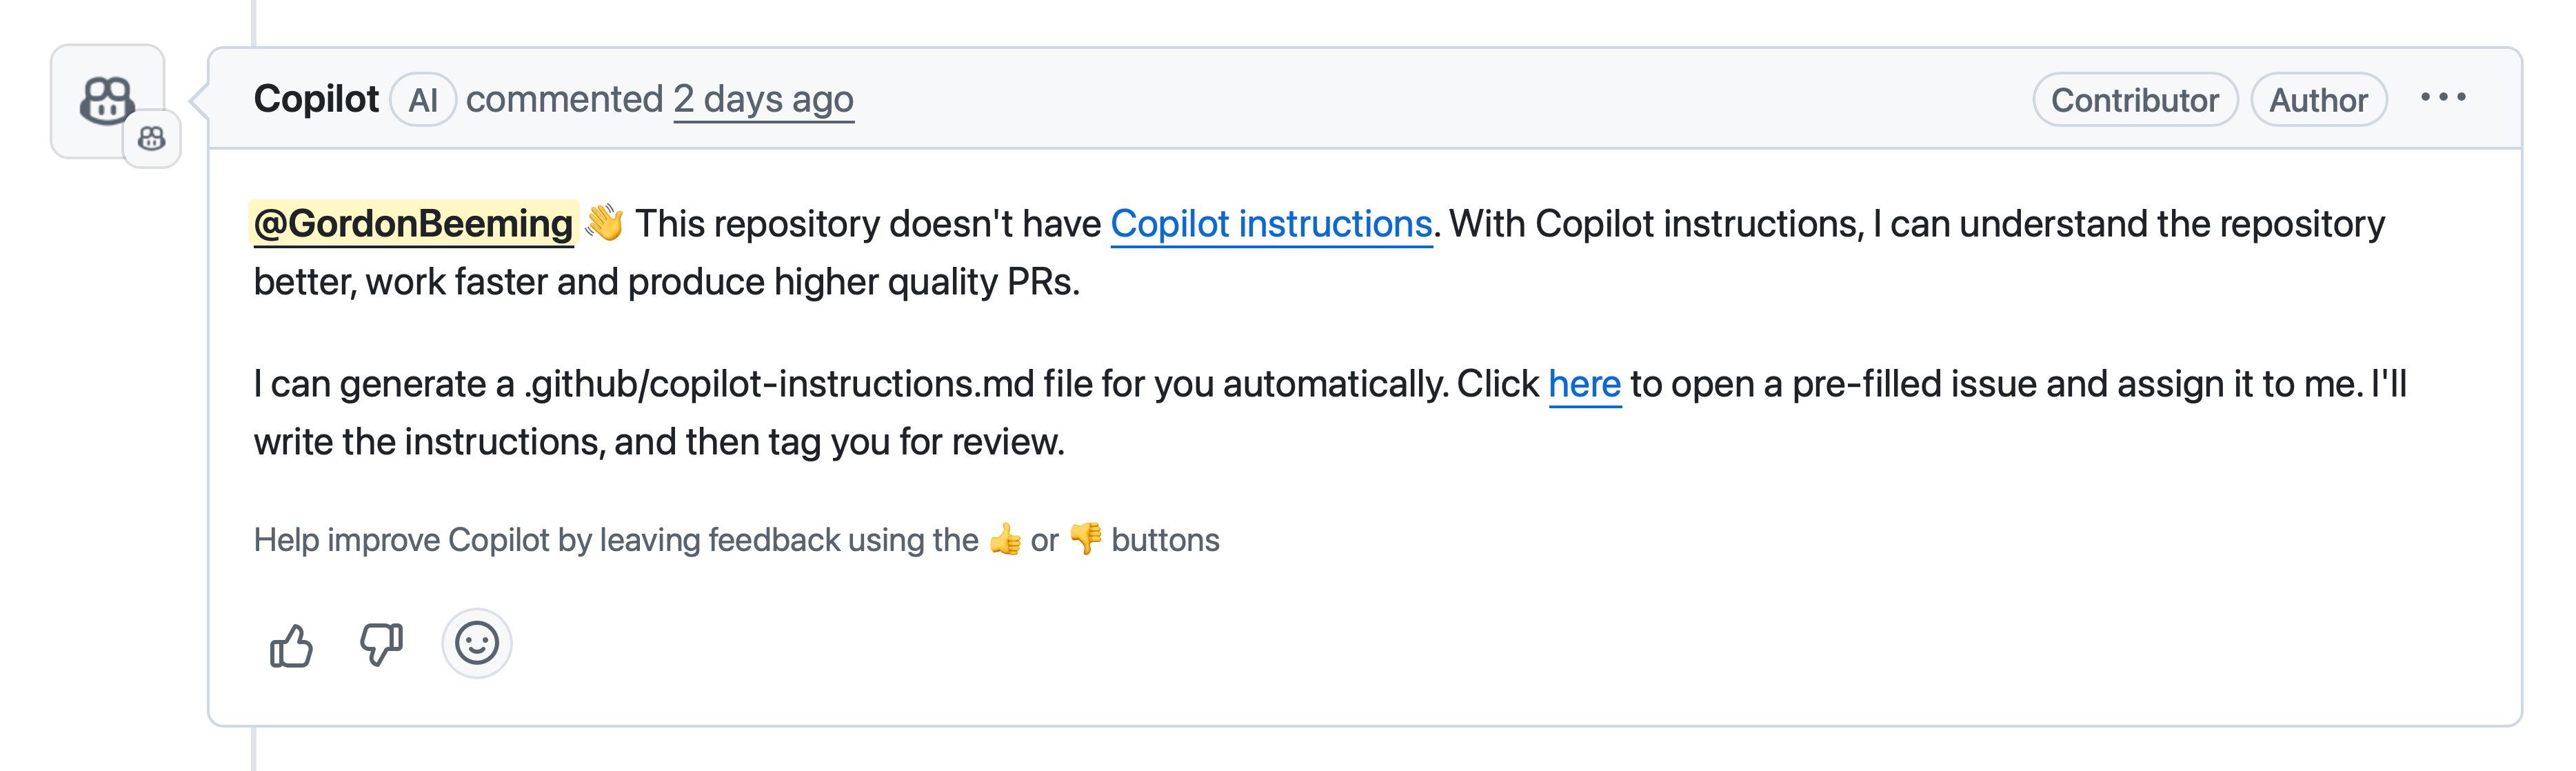 Copilot AI commented 2 days ago Contributor Author
@GordonBeeming 👋 This repository doesn't have Copilot instructions. With Copilot instructions, I can understand the repository
better, work faster and produce higher quality PRs.
I can generate a .github/copilot-instructions.md file for you automatically. Click here to open a pre-filled issue and assign it to me. I'll
write the instructions, and then tag you for review.
Help improve Copilot by leaving feedback using the 👍 or 👎 buttons